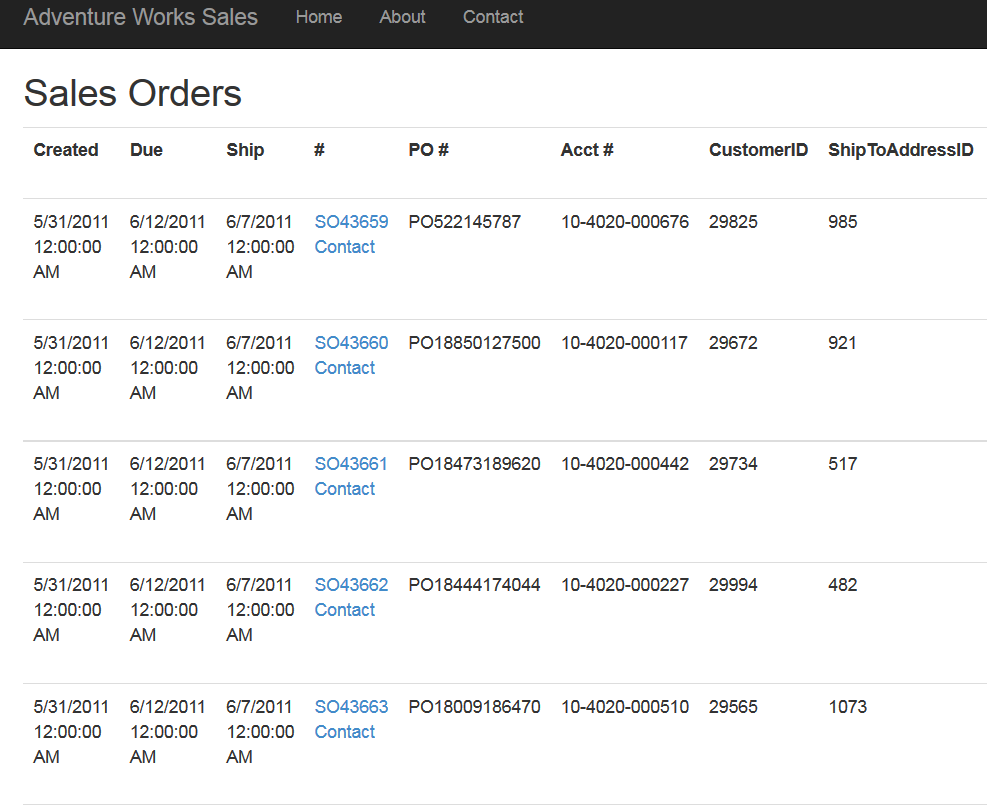 Adventure Works Sales Home About Contact
Sales Orders
Created Due Ship # PO # Acct # CustomerID ShipToAddressID
5/31/2011 6/12/2011 6/7/2011 SO43659 PO522145787 10-4020-000676 29825 985
12:00:00 12:00:00 12:00:00 Contact
AM AM AM
5/31/2011 6/12/2011 6/7/2011 SO43660 PO18850127500 10-4020-000117 29672 921
12:00:00 12:00:00 12:00:00 Contact
AM AM AM
5/31/2011 6/12/2011 6/7/2011 SO43661 PO18473189620 10-4020-000442 29734 517
12:00:00 12:00:00 12:00:00 Contact
AM AM AM
5/31/2011 6/12/2011 6/7/2011 SO43662 PO18444174044 10-4020-000227 29994 482
12:00:00 12:00:00 12:00:00 Contact
AM AM AM
5/31/2011 6/12/2011 6/7/2011 SO43663 PO18009186470 10-4020-000510 29565 1073
12:00:00 12:00:00 12:00:00 Contact
AM AM AM